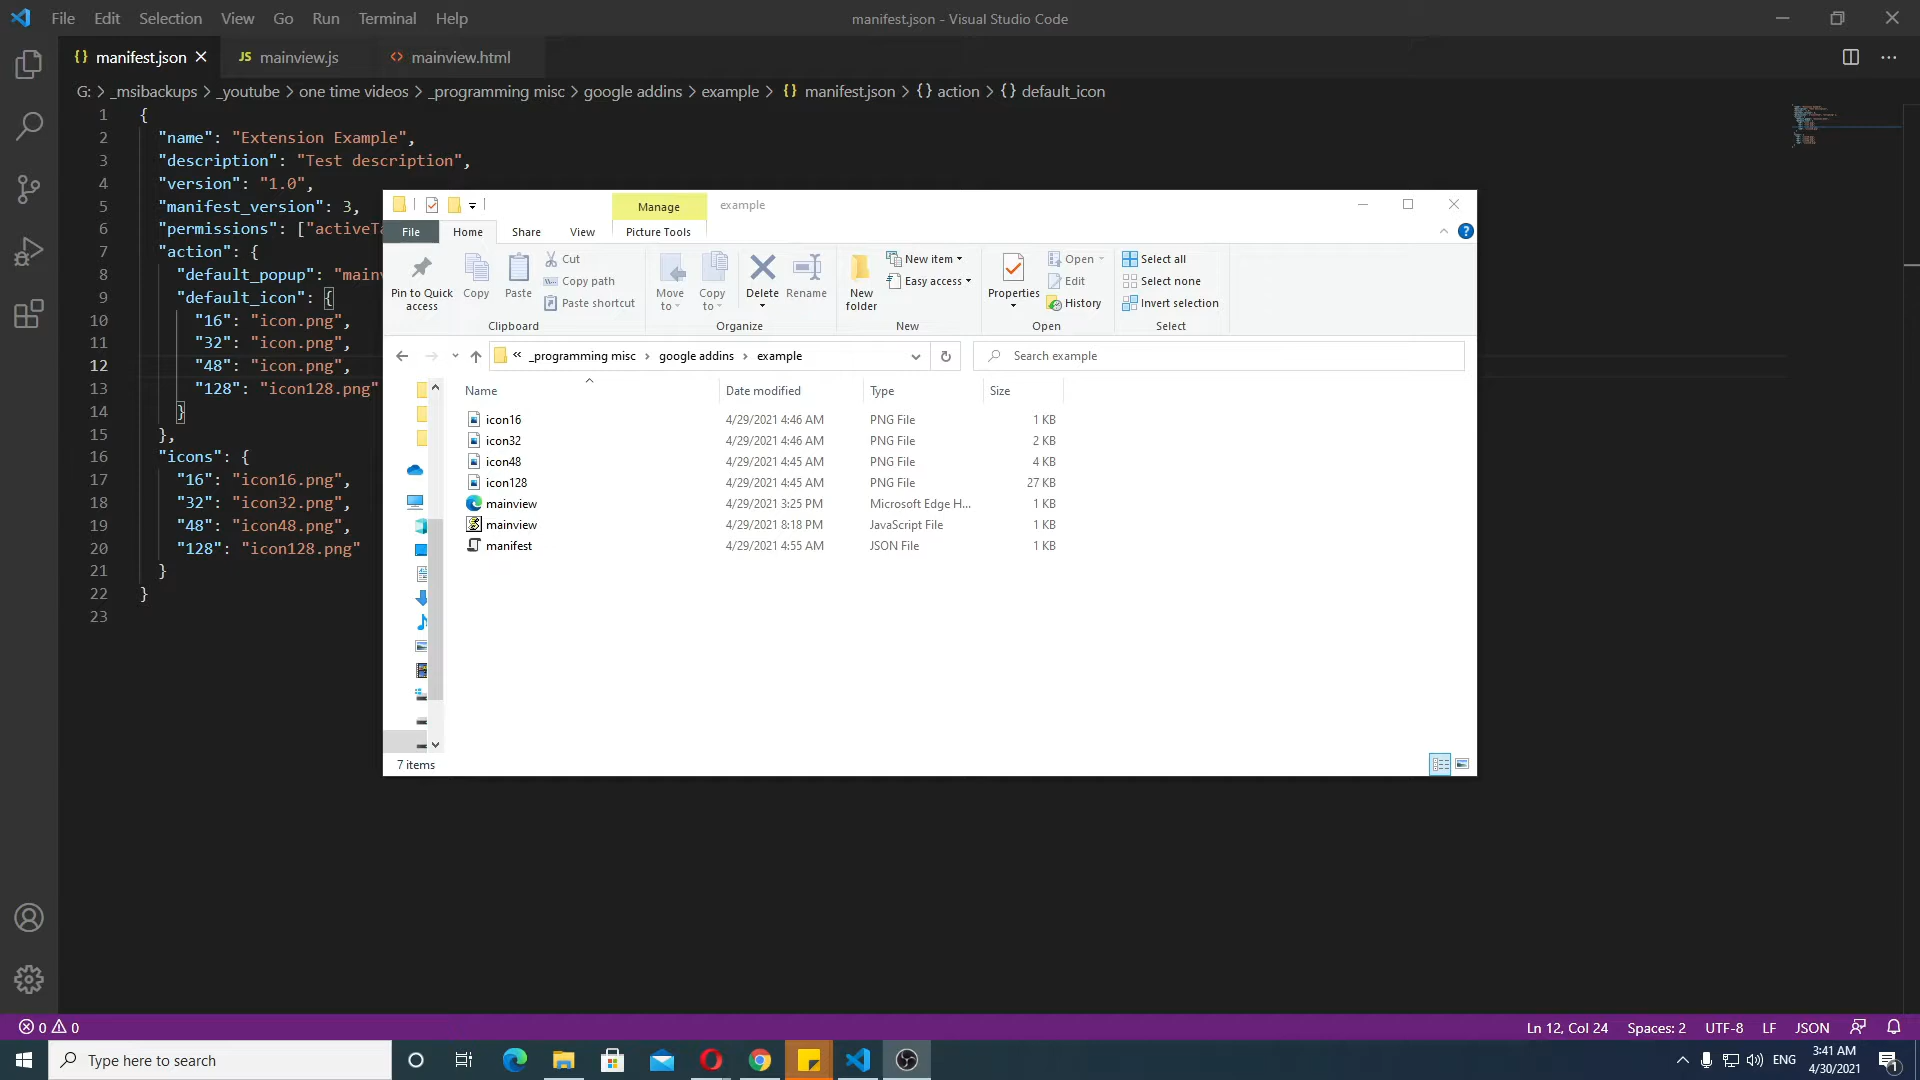 File Edit Selection View Go Run Terminal Help
manifest.json - Visual Studio Code
{} manifest.json
JS mainview.js
<> mainview.html
G: > _msibackups > _youtube > one time videos > _programming misc > google addins > example > {} manifest.json > {} action > {} default_icon
1 {
2 "name": "Extension Example",
3 "description": "Test description",
4 "version": "1.0",
5 "manifest_version": 3,
6 "permissions": ["activeTa
7 "action": {
8 "default_popup": "mainv
9 "default_icon": {
10 "16": "icon.png",
11 "32": "icon.png",
12 "48": "icon.png",
13 "128": "icon128.png"
14 }
15 },
16 "icons": {
17 "16": "icon16.png",
18 "32": "icon32.png",
19 "48": "icon48.png",
20 "128": "icon128.png"
21 }
22 }
23
Manage example
File Home Share View Picture Tools
Pin to Quick access
Copy
Paste
Cut
Copy path
Paste shortcut
Clipboard
Move to
Copy to
Delete
Rename
Organize
New folder
New item
Easy access
New
Properties
Open
Edit
History
Open
Select all
Select none
Invert selection
Select
« _programming misc > google addins > example
Search example
Name Date modified Type Size
icon16 4/29/2021 4:46 AM PNG File 1 KB
icon32 4/29/2021 4:46 AM PNG File 2 KB
icon48 4/29/2021 4:45 AM PNG File 4 KB
icon128 4/29/2021 4:45 AM PNG File 27 KB
mainview 4/29/2021 3:25 PM Microsoft Edge H... 1 KB
mainview 4/29/2021 8:18 PM JavaScript File 1 KB
manifest 4/29/2021 4:55 AM JSON File 1 KB
7 items
0 0
Ln 12, Col 24 Spaces: 2 UTF-8 LF JSON
Type here to search
ENG
3:41 AM
4/30/2021
1